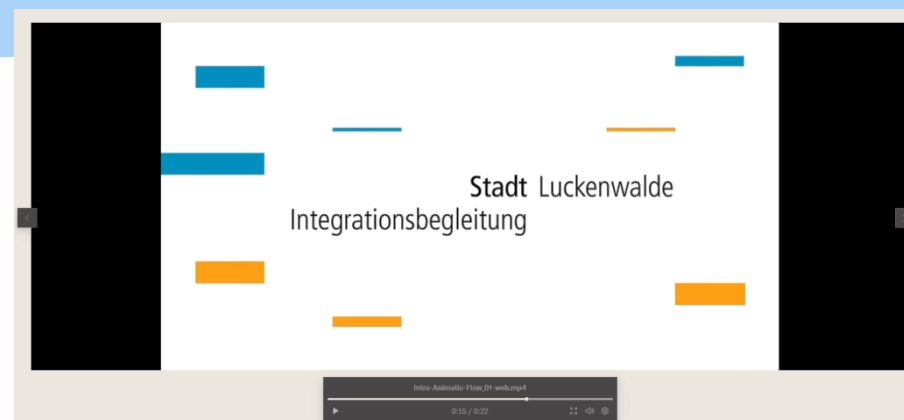 Stadt Luckenwalde
Integrationsbegleitung
Intro-Animatic-Flow_01-web.mp4
0:15 / 0:22